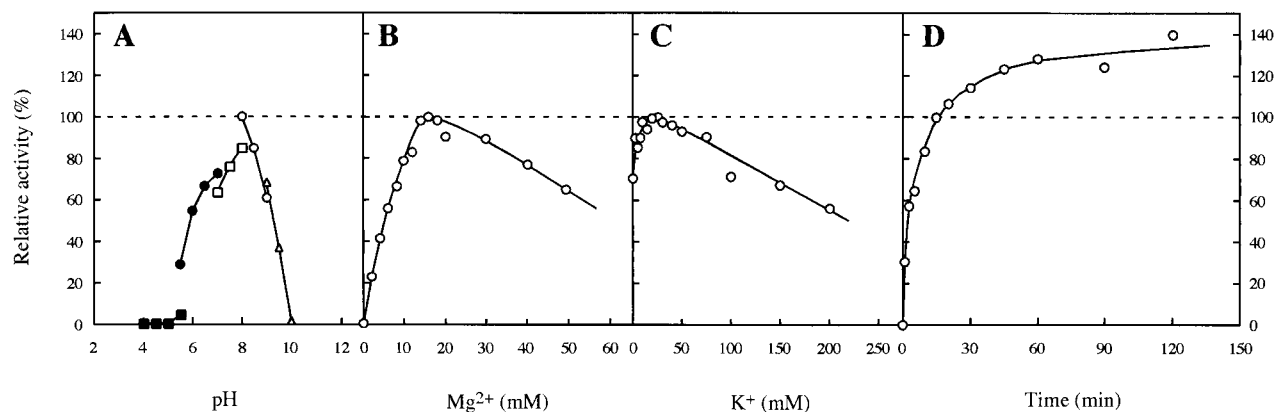 A B C D
140 120 100 80 60 40 20 0
Relative activity (%)
140 120 100 80 60 40 20 0
2 4 6 8 10 12 0 10 20 30 40 50 60 0 50 100 150 200 250 0 30 60 90 120 150
pH Mg²⁺ (mM) K⁺ (mM) Time (min)